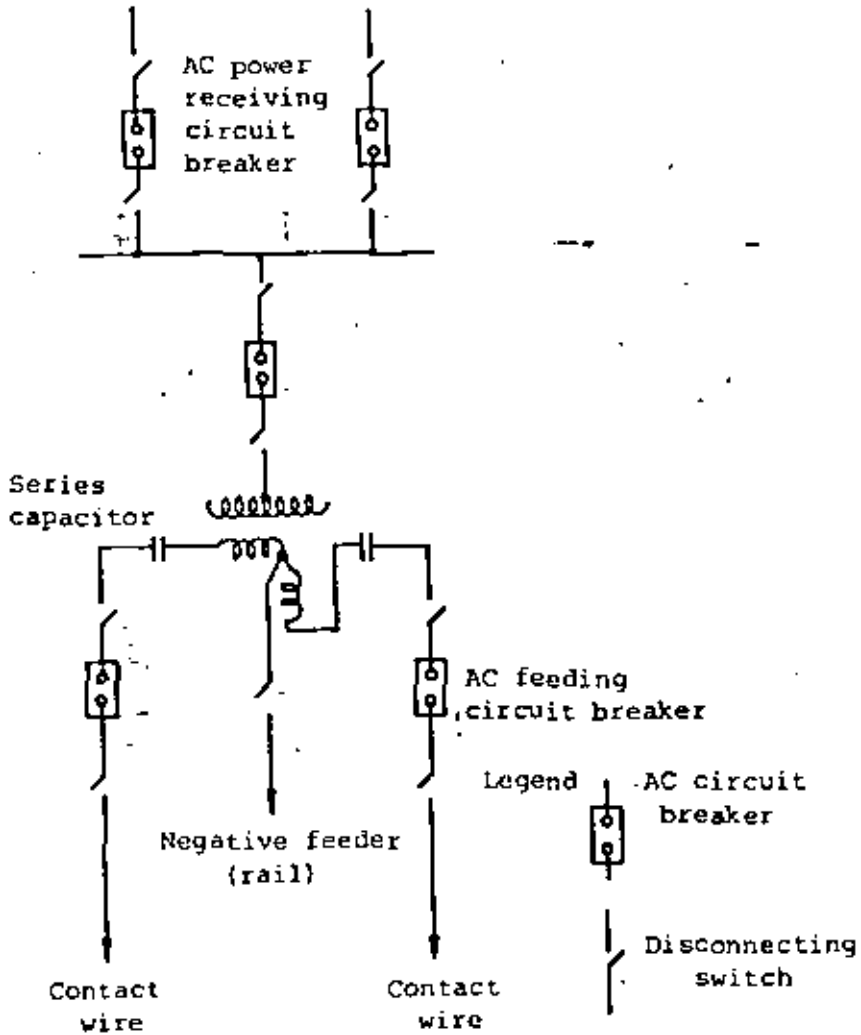 AC power
receiving
circuit
breaker
Series
capacitor
AC feeding
circuit breaker
Legend
AC circuit
breaker
Negative feeder
(rail)
Disconnecting
switch
Contact
wire
Contact
wire